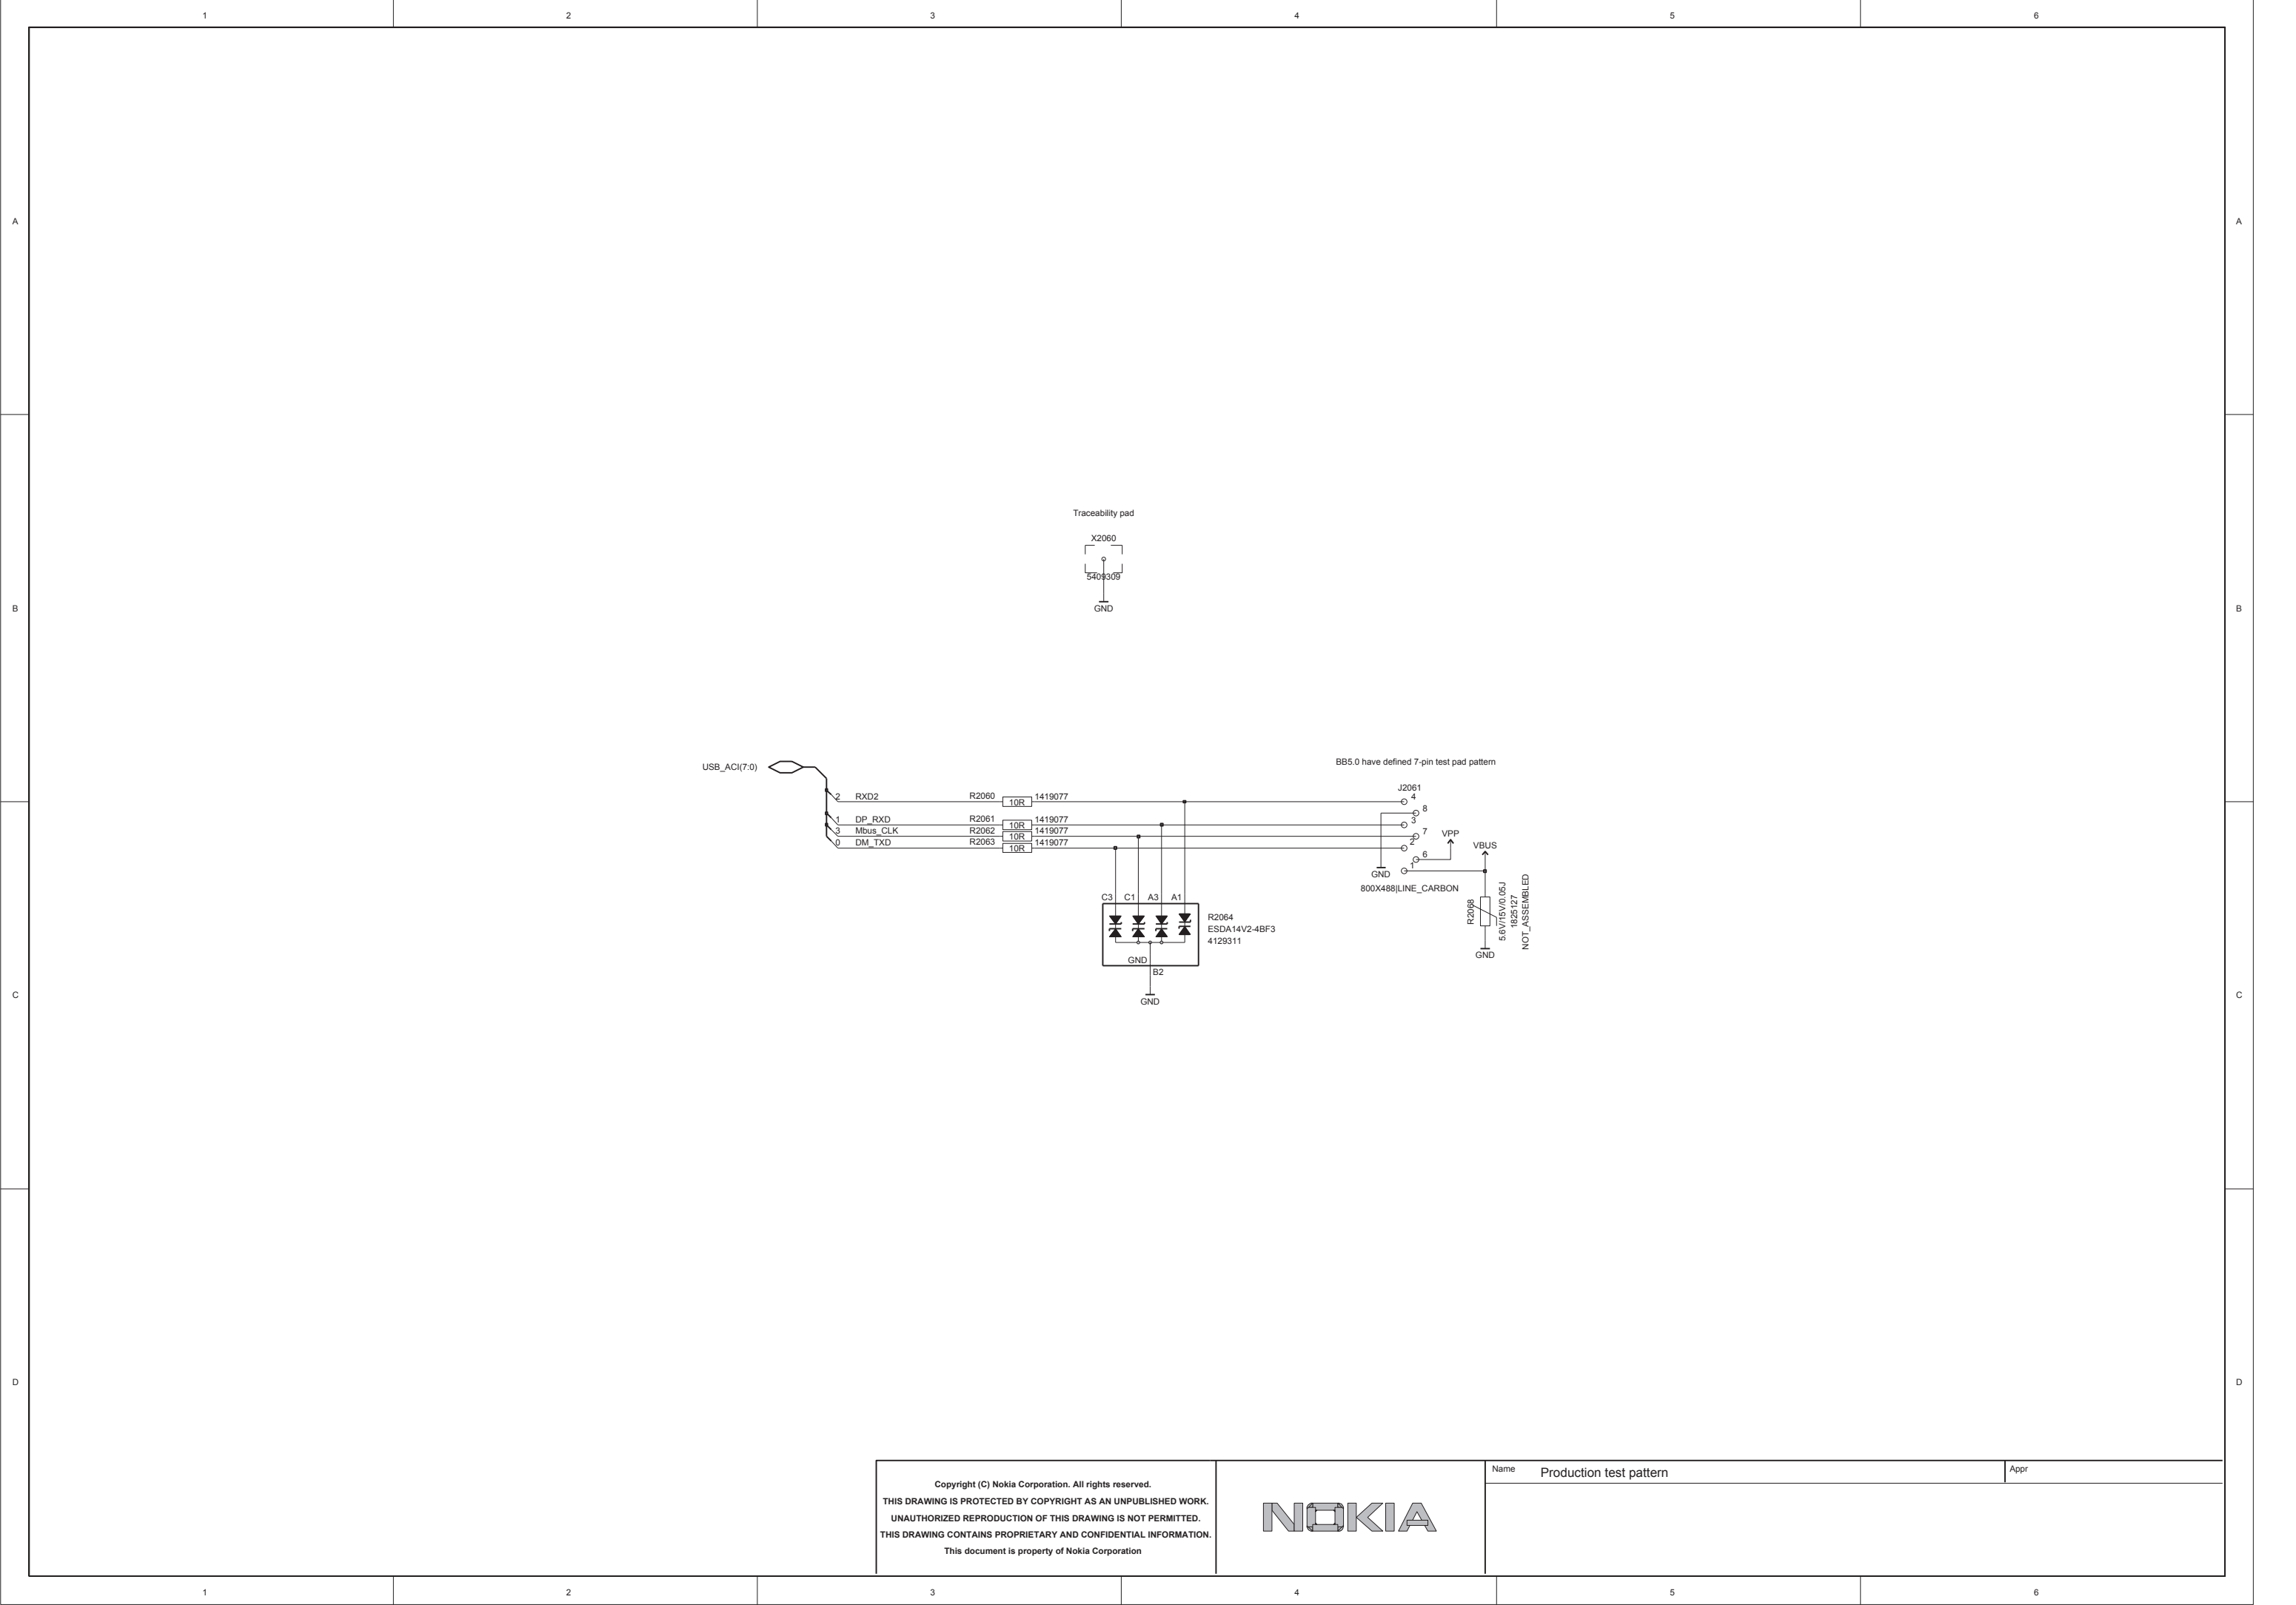 1 2 3 4 5 6
A A
Traceability pad
X2060
5409309
GND
B B
USB_ACI(7:0)
BB5.0 have defined 7-pin test pad pattern
J2061
2 RXD2 R2060 10R 1419077 4
8
1 DP_RXD R2061 10R 1419077 3
3 Mbus_CLK R2062 10R 1419077 7
0 DM_TXD R2063 10R 1419077 2
VPP
VBUS
6
1
GND
800X488|LINE_CARBON
C3 C1 A3 A1
R2064
ESDA14V2-4BF3
4129311
GND
B2
GND
R2068
5.6V/15V/0.05J
1825127
NOT_ASSEMBLED
GND
C C
D D
Copyright (C) Nokia Corporation. All rights reserved.
THIS DRAWING IS PROTECTED BY COPYRIGHT AS AN UNPUBLISHED WORK.
UNAUTHORIZED REPRODUCTION OF THIS DRAWING IS NOT PERMITTED.
THIS DRAWING CONTAINS PROPRIETARY AND CONFIDENTIAL INFORMATION.
This document is property of Nokia Corporation
NOKIA
Name Production test pattern
Appr
1 2 3 4 5 6